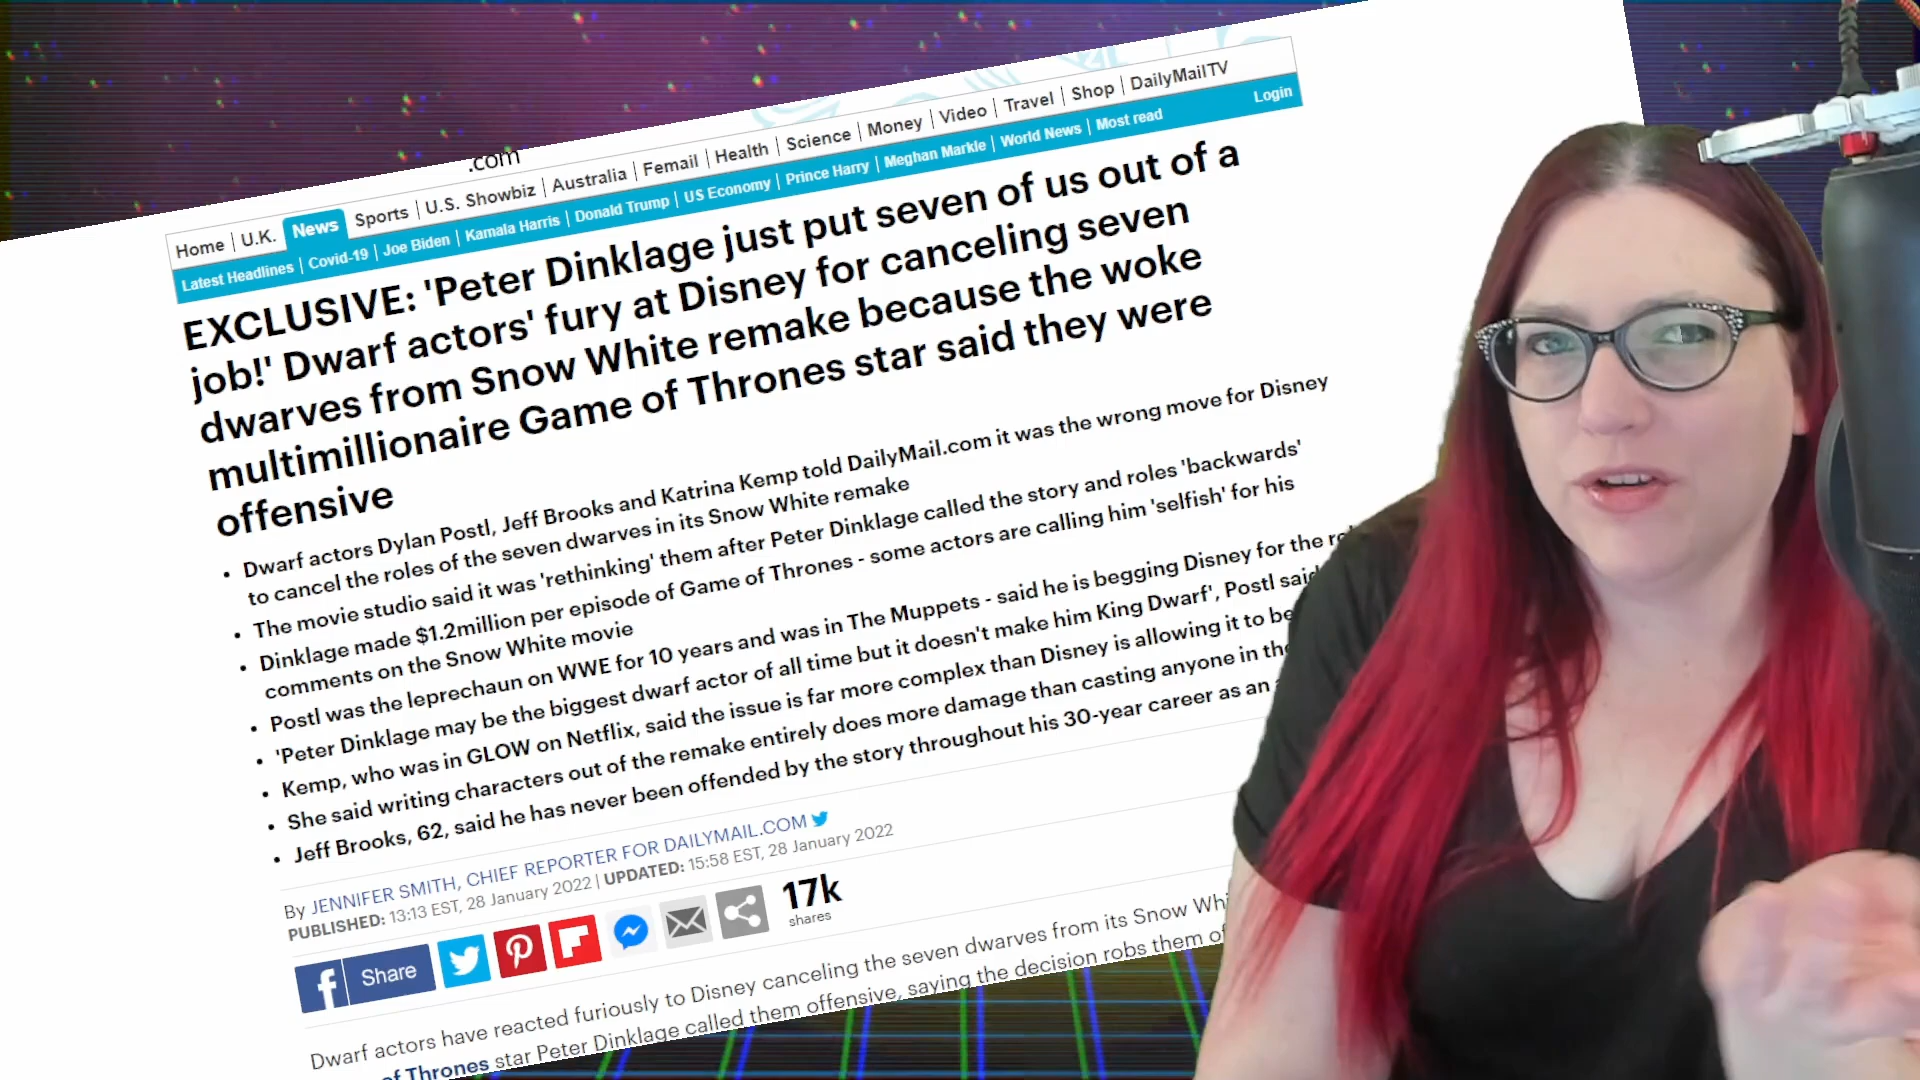 .com
Home | U.K. News Sports | U.S. Showbiz | Australia | Femail | Health | Science | Money | Video | Travel | Shop | DailyMailTV
Latest Headlines | Covid-19 | Joe Biden | Kamala Harris | Donald Trump | US Economy | Prince Harry | Meghan Markle | World News | Most read Login
EXCLUSIVE: 'Peter Dinklage just put seven of us out of a
job!' Dwarf actors' fury at Disney for canceling seven
dwarves from Snow White remake because the woke
multimillionaire Game of Thrones star said they were
offensive
• Dwarf actors Dylan Postl, Jeff Brooks and Katrina Kemp told DailyMail.com it was the wrong move for Disney
to cancel the roles of the seven dwarves in its Snow White remake
• The movie studio said it was 'rethinking' them after Peter Dinklage called the story and roles 'backwards'
• Dinklage made $1.2million per episode of Game of Thrones - some actors are calling him 'selfish' for his
comments on the Snow White movie
• Postl was the leprechaun on WWE for 10 years and was in The Muppets - said he is begging Disney for the
• 'Peter Dinklage may be the biggest dwarf actor of all time but it doesn't make him King Dwarf', Postl said
• Kemp, who was in GLOW on Netflix, said the issue is far more complex than Disney is allowing it to be
• She said writing characters out of the remake entirely does more damage than casting anyone in the
• Jeff Brooks, 62, said he has never been offended by the story throughout his 30-year career as an
By JENNIFER SMITH, CHIEF REPORTER FOR DAILYMAIL.COM
PUBLISHED: 13:13 EST, 28 January 2022 | UPDATED: 15:58 EST, 28 January 2022
f Share 17k
shares
Dwarf actors have reacted furiously to Disney canceling the seven dwarves from its Snow
of Thrones star Peter Dinklage called them offensive, saying the decision robs them of